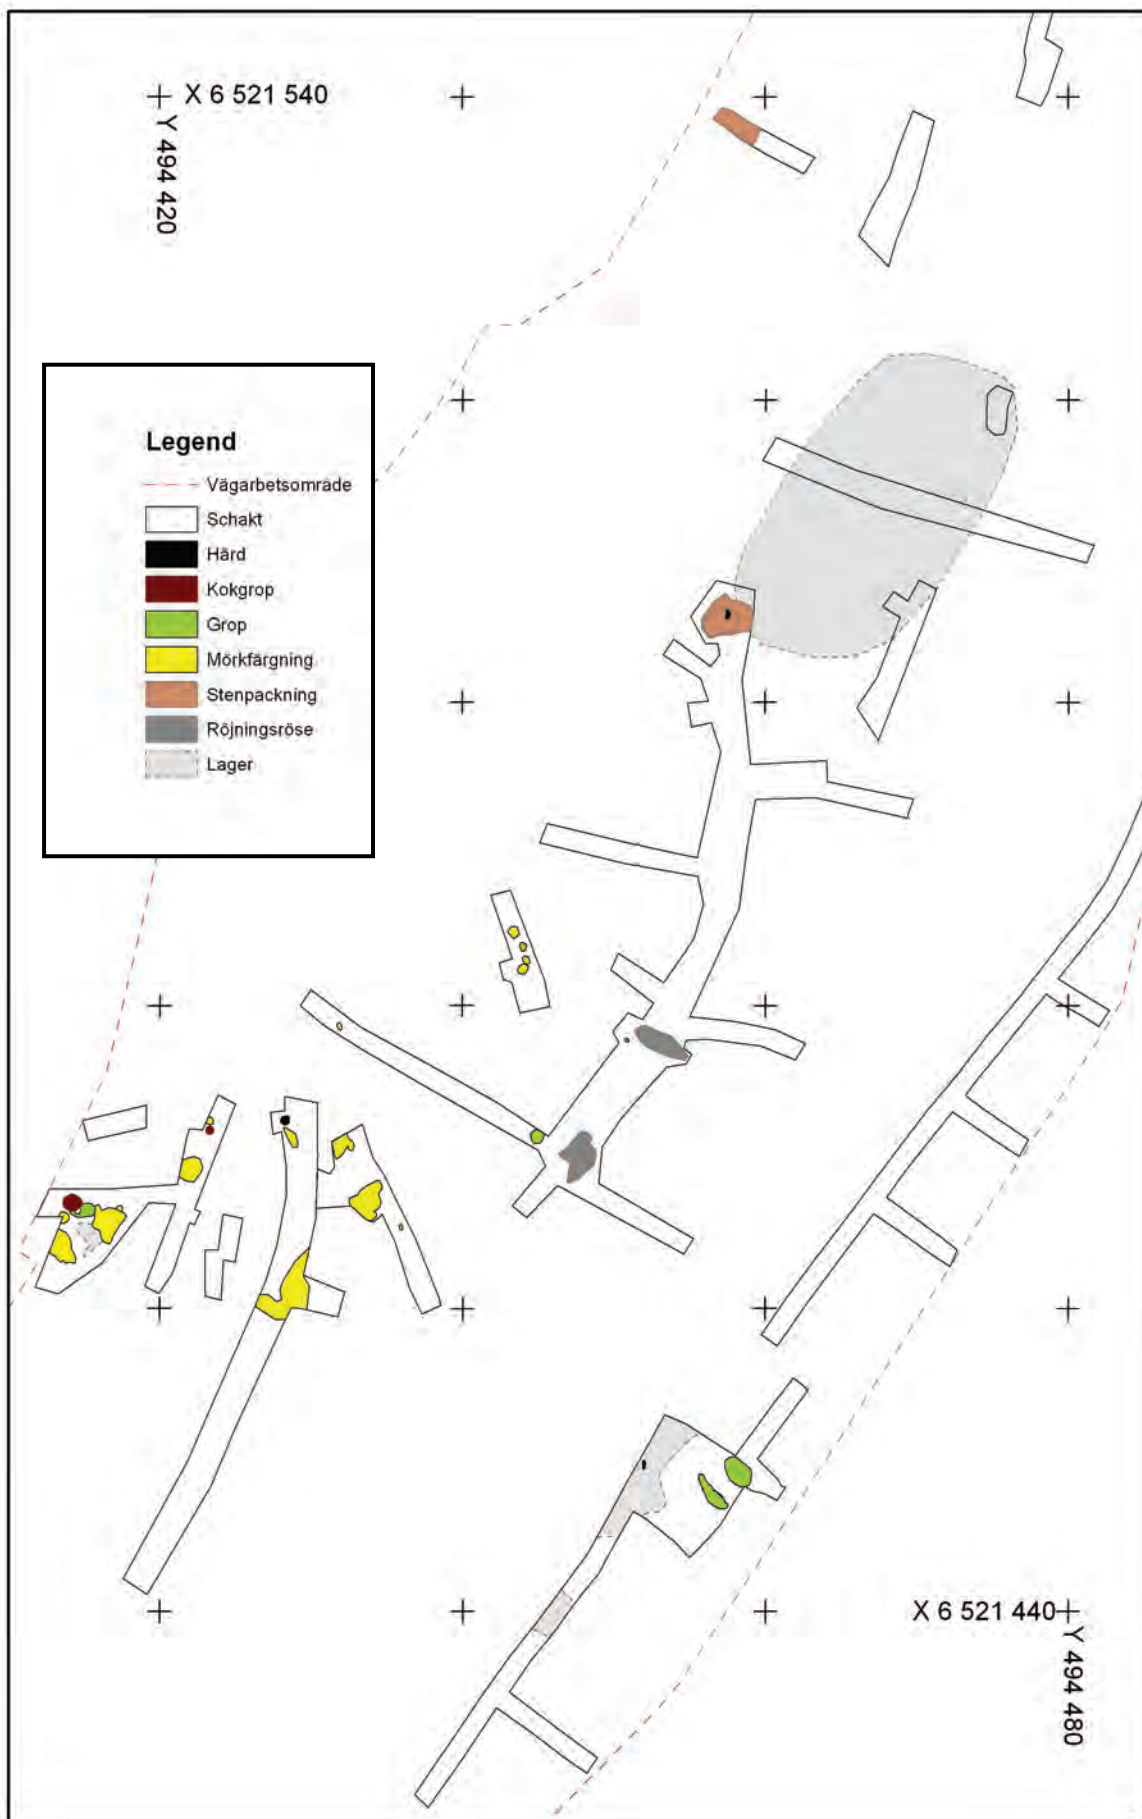 X 6 521 540
Y 494 420
Legend
Vägarbetsområde
Schakt
Härd
Kokgrop
Grop
Mörkfärgning
Stenpackning
Röjningsröse
Lager
X 6 521 440
Y 494 480